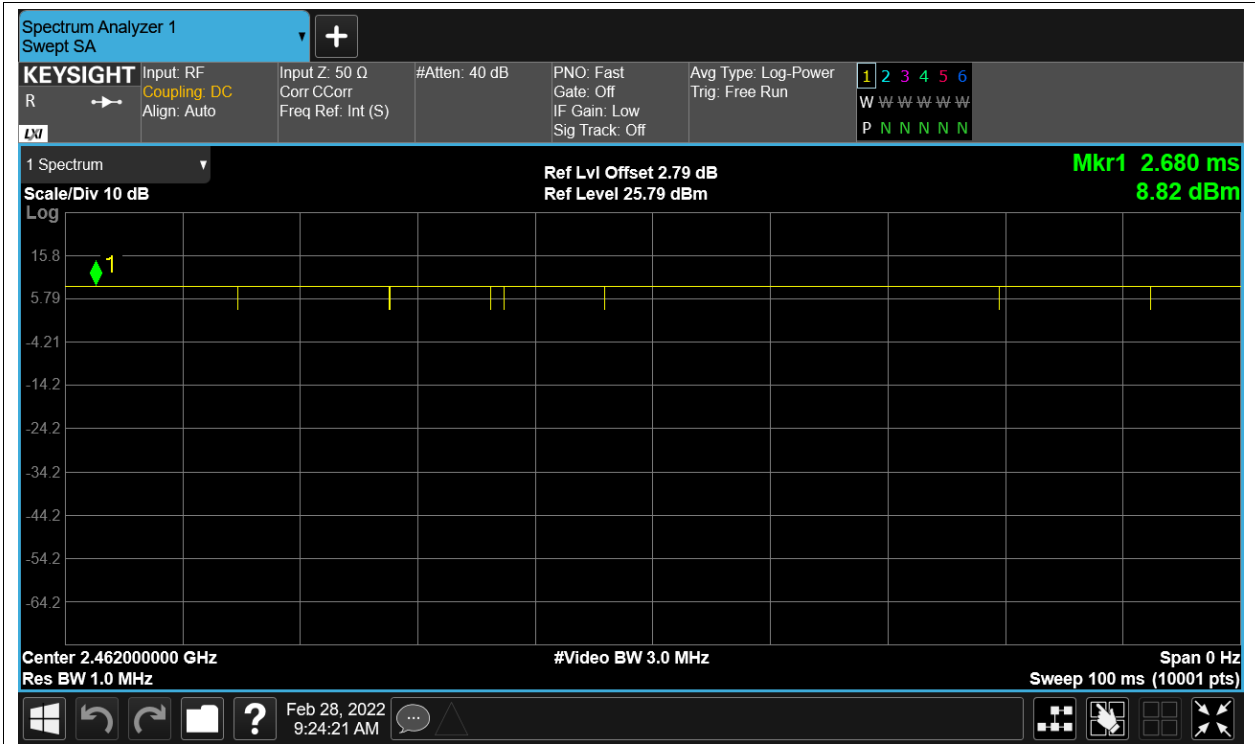 Spectrum Analyzer 1
Swept SA
KEYSIGHT
R
LXI
Input: RF
Coupling: DC
Align: Auto
Input Z: 50 Ω
Corr CCorr
Freq Ref: Int (S)
#Atten: 40 dB
PNO: Fast
Gate: Off
IF Gain: Low
Sig Track: Off
Avg Type: Log-Power
Trig: Free Run
1 2 3 4 5 6
W W W W W W
P N N N N N
1 Spectrum
Scale/Div 10 dB
Ref Lvl Offset 2.79 dB
Ref Level 25.79 dBm
Mkr1 2.680 ms
8.82 dBm
Log
1
15.8
5.79
-4.21
-14.2
-24.2
-34.2
-44.2
-54.2
-64.2
Center 2.462000000 GHz
#Video BW 3.0 MHz
Span 0 Hz
Res BW 1.0 MHz
Sweep 100 ms (10001 pts)
?
Feb 28, 2022
9:24:21 AM